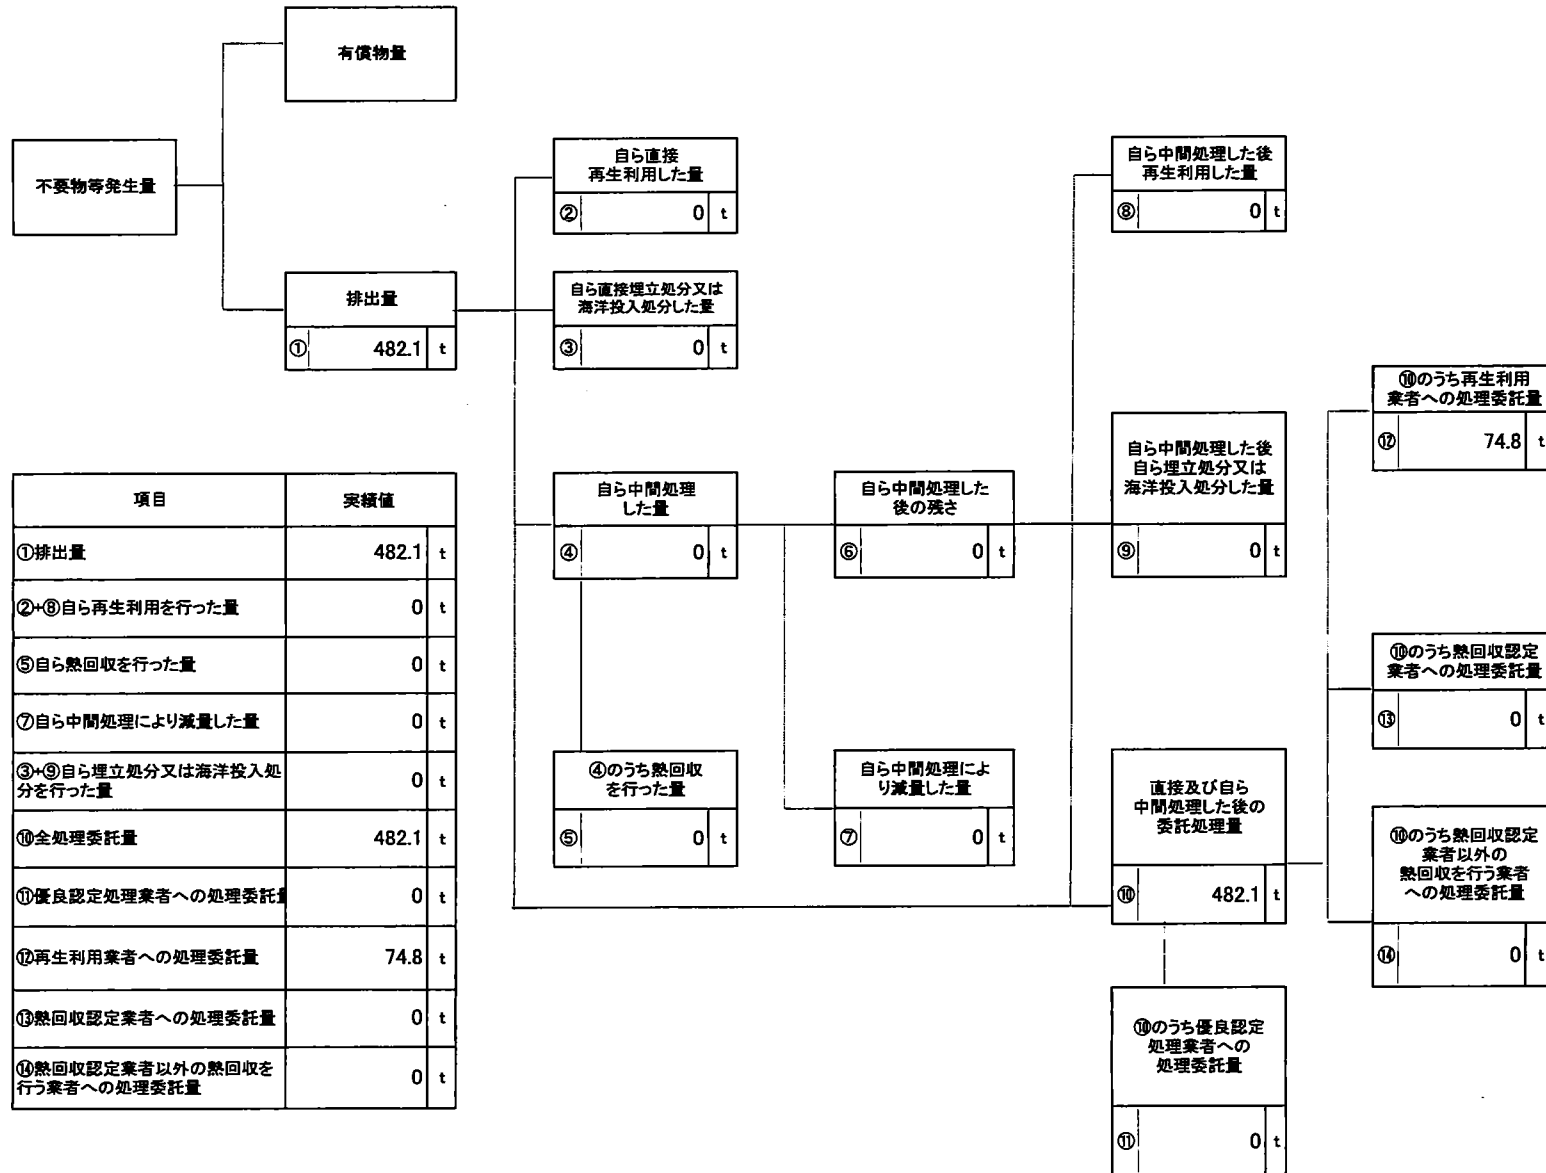 有償物量
不要物等発生量
排出量
① 482.1 t
自ら直接
再生利用した量
② 0 t
自ら直接埋立処分又は
海洋投入処分した量
③ 0 t
自ら中間処理
した量
④ 0 t
④のうち熱回収
を行った量
⑤ 0 t
自ら中間処理した
後の残さ
⑥ 0 t
自ら中間処理によ
り減量した量
⑦ 0 t
自ら中間処理した後
再生利用した量
⑧ 0 t
自ら中間処理した後
自ら埋立処分又は
海洋投入処分した量
⑨ 0 t
直接及び自ら
中間処理した後の
委託処理量
⑩ 482.1 t
⑩のうち優良認定
処理業者への
処理委託量
⑪ 0 t
⑩のうち再生利用
業者への処理委託量
⑫ 74.8 t
⑩のうち熱回収認定
業者への処理委託量
⑬ 0 t
⑩のうち熱回収認定
業者以外の
熱回収を行う業者
への処理委託量
⑭ 0 t
項目 実績値
①排出量 482.1 t
②+⑧自ら再生利用を行った量 0 t
⑤自ら熱回収を行った量 0 t
⑦自ら中間処理により減量した量 0 t
③+⑨自ら埋立処分又は海洋投入処
分を行った量 0 t
⑩全処理委託量 482.1 t
⑪優良認定処理業者への処理委託量 0 t
⑫再生利用業者への処理委託量 74.8 t
⑬熱回収認定業者への処理委託量 0 t
⑭熱回収認定業者以外の熱回収を
行う業者への処理委託量 0 t